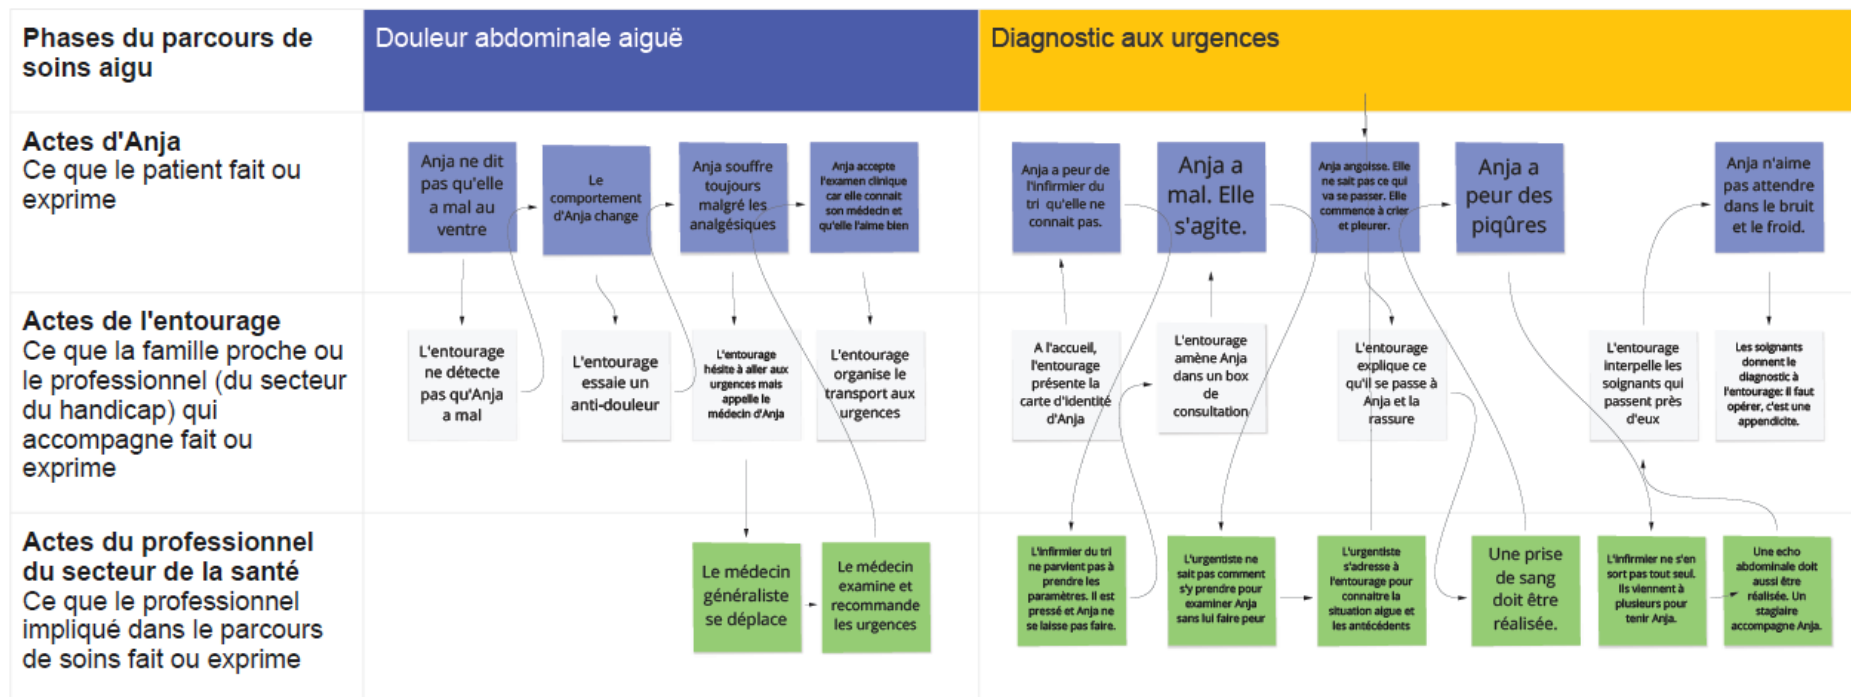 Phases du parcours de
soins aigu
Douleur abdominale aiguë
Diagnostic aux urgences
Actes d'Anja
Ce que le patient fait ou
exprime
Anja ne dit
pas qu'elle
a mal au
ventre
Le
comportement
d'Anja change
Anja souffre
toujours
malgré les
analgésiques
Anja accepte
l'examen clinique
car elle connait
son médecin et
qu'elle l'aime bien
Anja a peur de
l'infirmier du
tri qu'elle ne
connait pas.
Anja a
mal. Elle
s'agite.
Anja angoisse. Elle
ne sait pas ce qui
va se passer. Elle
commence à crier
et pleurer.
Anja a
peur des
piqûres
Anja n'aime
pas attendre
dans le bruit
et le froid.
Actes de l'entourage
Ce que la famille proche ou
le professionnel (du secteur
du handicap) qui
accompagne fait ou
exprime
L'entourage
ne détecte
pas qu'Anja
a mal
L'entourage
essaie un
anti-douleur
L'entourage
hésite à aller aux
urgences mais
appelle le
médecin d'Anja
L'entourage
organise le
transport aux
urgences
A l'accueil,
l'entourage
présente la
carte d'identité
d'Anja
L'entourage
amène Anja
dans un box
de
consultation
L'entourage
explique ce
qu'il se passe à
Anja et la
rassure
L'entourage
interpelle les
soignants qui
passent près
d'eux
Les soignants
donnent le
diagnostic à
l'entourage: il faut
opérer, c'est une
appendicite.
Actes du professionnel
du secteur de la santé
Ce que le professionnel
impliqué dans le parcours
de soins fait ou exprime
Le médecin
généraliste
se déplace
Le médecin
examine et
recommande
les urgences
L'infirmier du tri
ne parvient pas à
prendre les
paramètres. Il est
pressé et Anja ne
se laisse pas faire.
L'urgentiste ne
sait pas comment
s'y prendre pour
examiner Anja
sans lui faire peur
L'urgentiste
s'adresse à
l'entourage pour
connaitre la
situation aigue et
les antécédents
Une prise
de sang
doit être
réalisée.
L'infirmier ne s'en
sort pas tout seul.
Ils viennent à
plusieurs pour
tenir Anja.
Une echo
abdominale doit
aussi être
réalisée. Un
stagiaire
accompagne Anja.